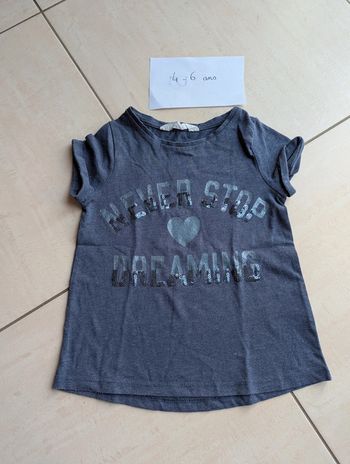 4-6 ans
NEVER STOP
DREAMING